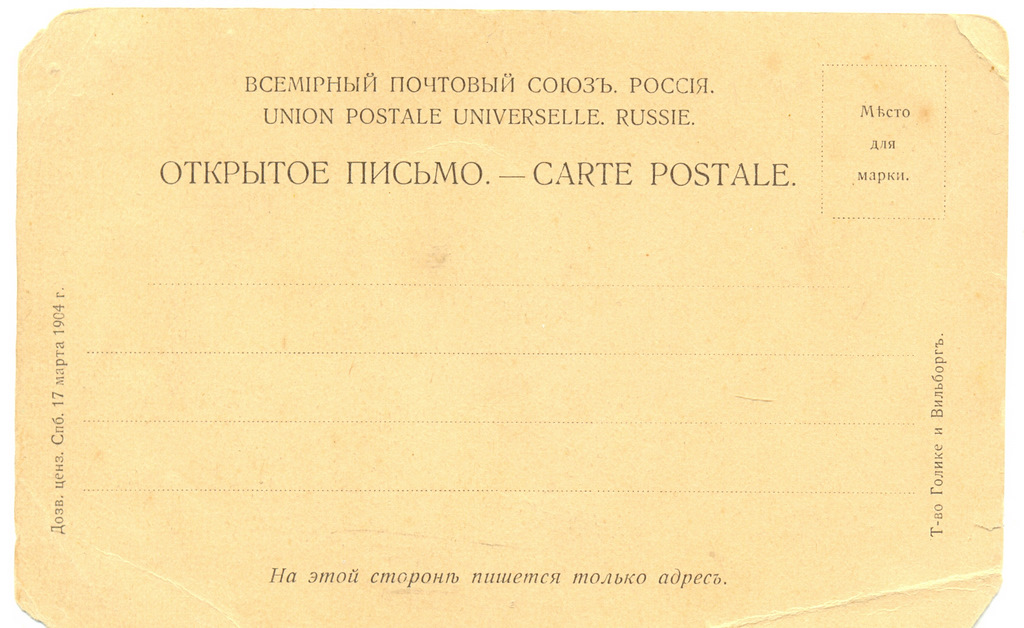 ВСЕМІРНЫЙ ПОЧТОВЫЙ СОЮЗЪ. РОССІЯ.
UNION POSTALE UNIVERSELLE. RUSSIE.
ОТКРЫТОЕ ПИСЬМО. — CARTE POSTALE.
Мѣсто
для
марки.
Дозв. ценз. Спб. 17 марта 1904 г.
Т-во Голике и Вильборгъ.
На этой сторонѣ пишется только адресъ.